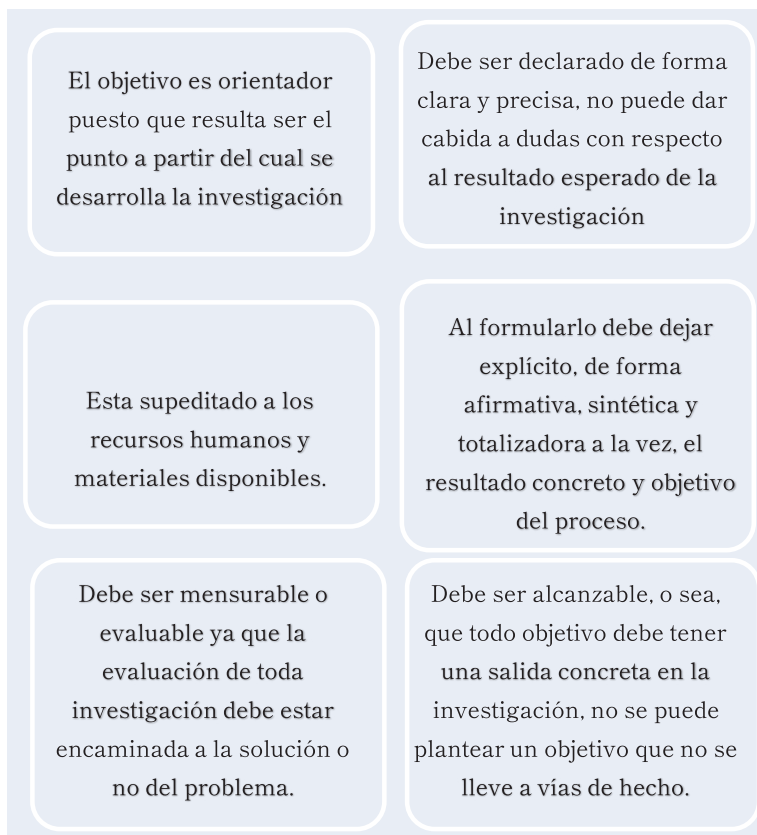 El objetivo es orientador
puesto que resulta ser el
punto a partir del cual se
desarrolla la investigación
Debe ser declarado de forma
clara y precisa, no puede dar
cabida a dudas con respecto
al resultado esperado de la
investigación
Esta supeditado a los
recursos humanos y
materiales disponibles.
Al formularlo debe dejar
explícito, de forma
afirmativa, sintética y
totalizadora a la vez, el
resultado concreto y objetivo
del proceso.
Debe ser mensurable o
evaluable ya que la
evaluación de toda
investigación debe estar
encaminada a la solución o
no del problema.
Debe ser alcanzable, o sea,
que todo objetivo debe tener
una salida concreta en la
investigación, no se puede
plantear un objetivo que no se
lleve a vías de hecho.